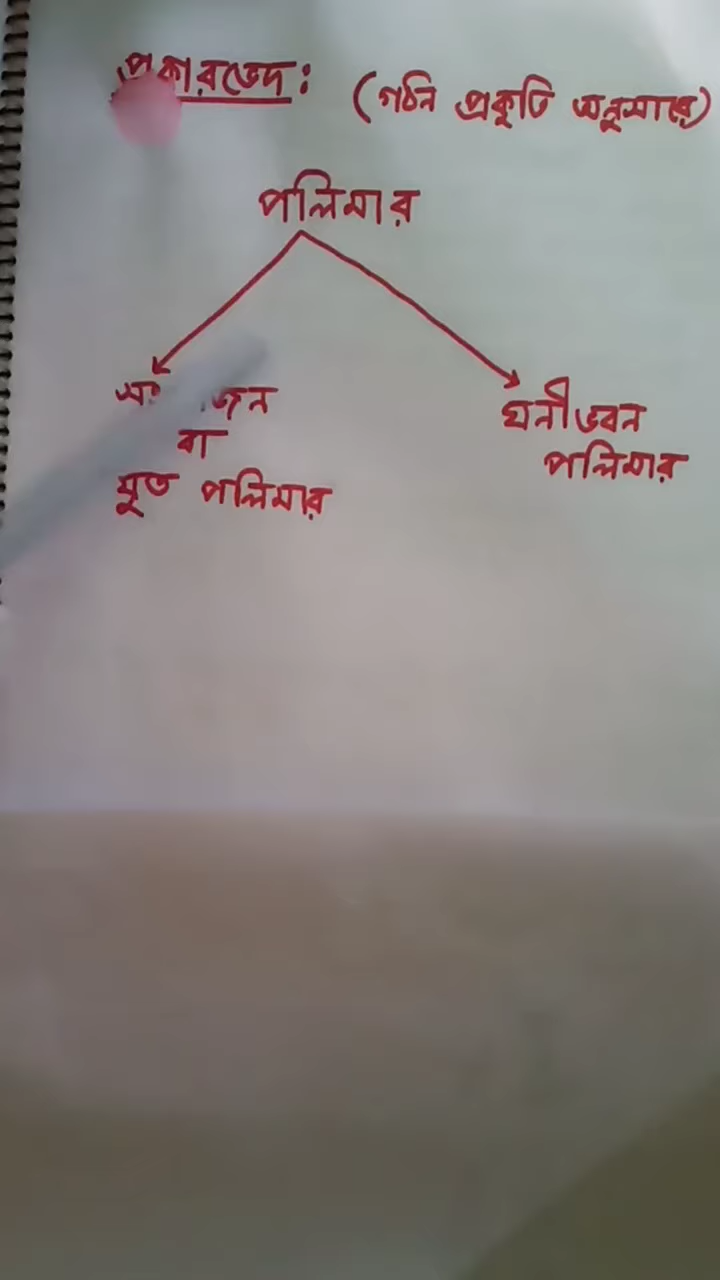 প্রকারভেদ: (গঠন প্রকৃতি অনুসারে)
পলিমার
ঘনীভবন
বা
পলিমার
যুত পলিমার